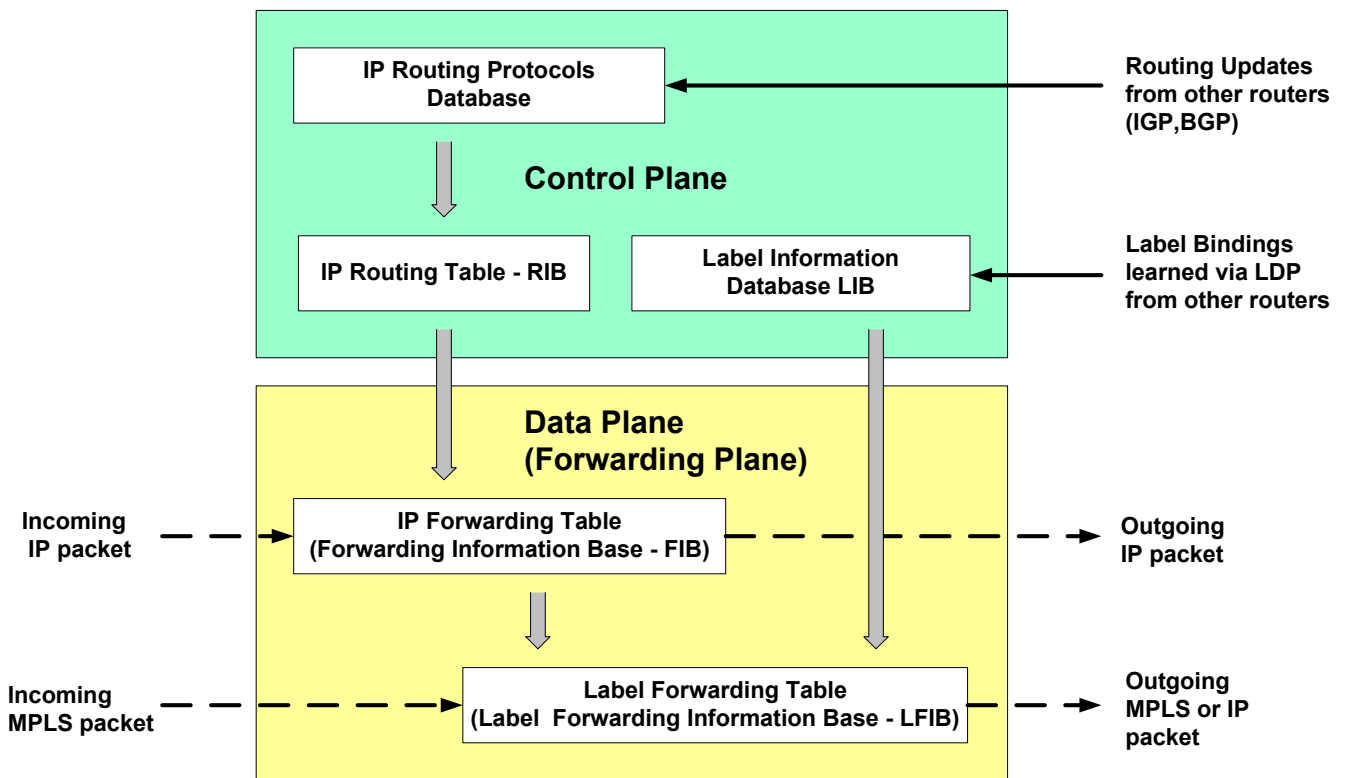 IP Routing Protocols
Database
Routing Updates
from other routers
(IGP,BGP)
Control Plane
IP Routing Table - RIB
Label Information
Database LIB
Label Bindings
learned via LDP
from other routers
Data Plane
(Forwarding Plane)
Incoming
IP packet
IP Forwarding Table
(Forwarding Information Base - FIB)
Outgoing
IP packet
Incoming
MPLS packet
Label Forwarding Table
(Label Forwarding Information Base - LFIB)
Outgoing
MPLS or IP
packet